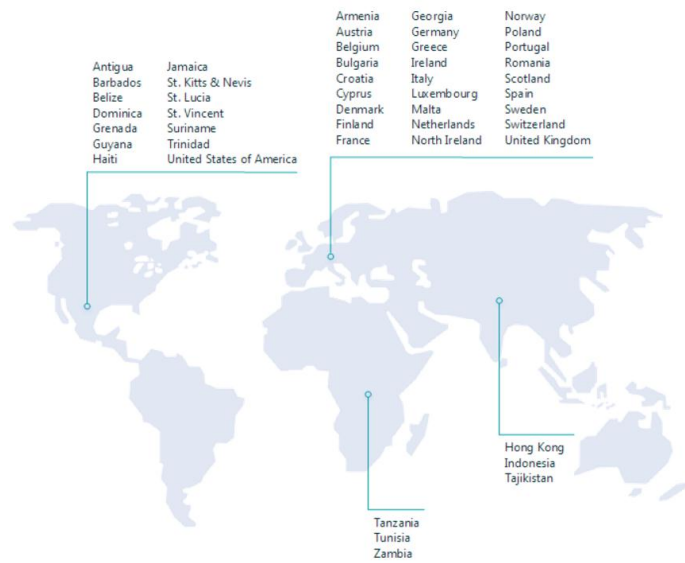 Armenia Georgia Norway
Austria Germany Poland
Belgium Greece Portugal
Bulgaria Ireland Romania
Croatia Italy Scotland
Cyprus Luxembourg Spain
Denmark Malta Sweden
Finland Netherlands Switzerland
France North Ireland United Kingdom
Antigua Jamaica
Barbados St. Kitts & Nevis
Belize St. Lucia
Dominica St. Vincent
Grenada Suriname
Guyana Trinidad
Haiti United States of America
Hong Kong
Indonesia
Tajikistan
Tanzania
Tunisia
Zambia